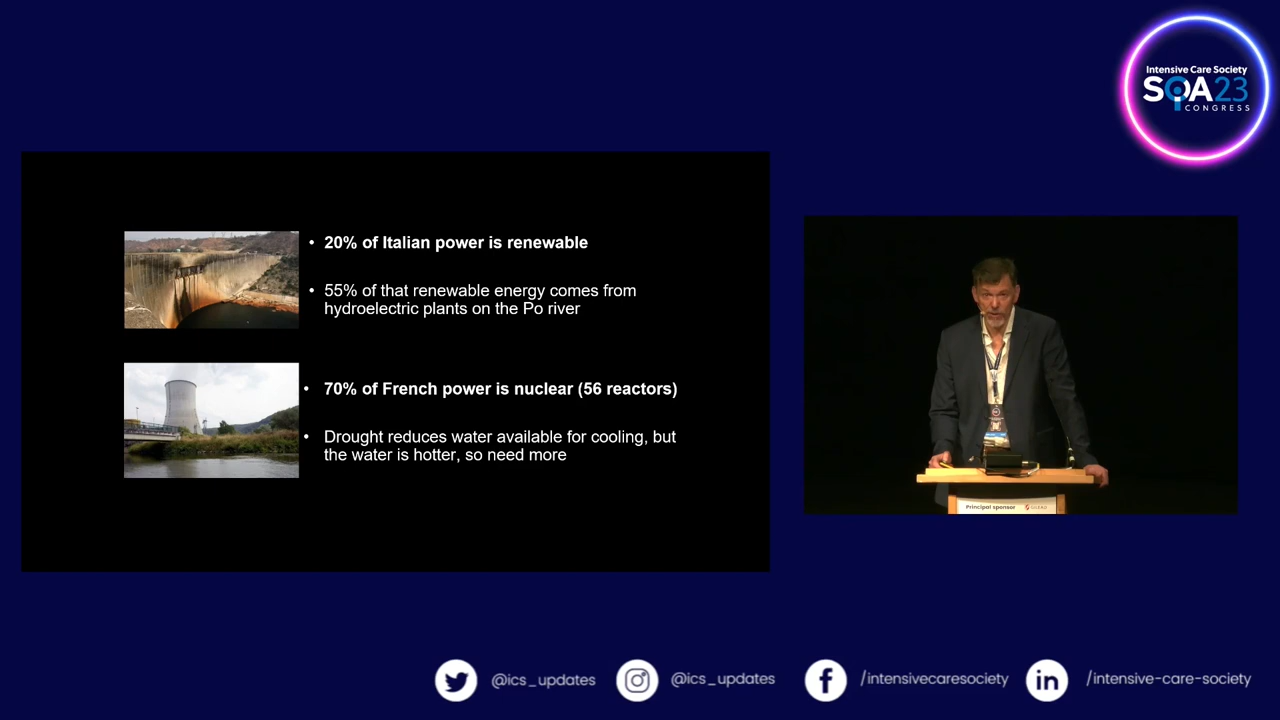 Intensive Care Society
SOA23
CONGRESS
• 20% of Italian power is renewable
• 55% of that renewable energy comes from
hydroelectric plants on the Po river
• 70% of French power is nuclear (56 reactors)
• Drought reduces water available for cooling, but
the water is hotter, so need more
Principal sponsor
@ics_updates
@ics_updates
/intensivecaresociety
/intensive-care-society